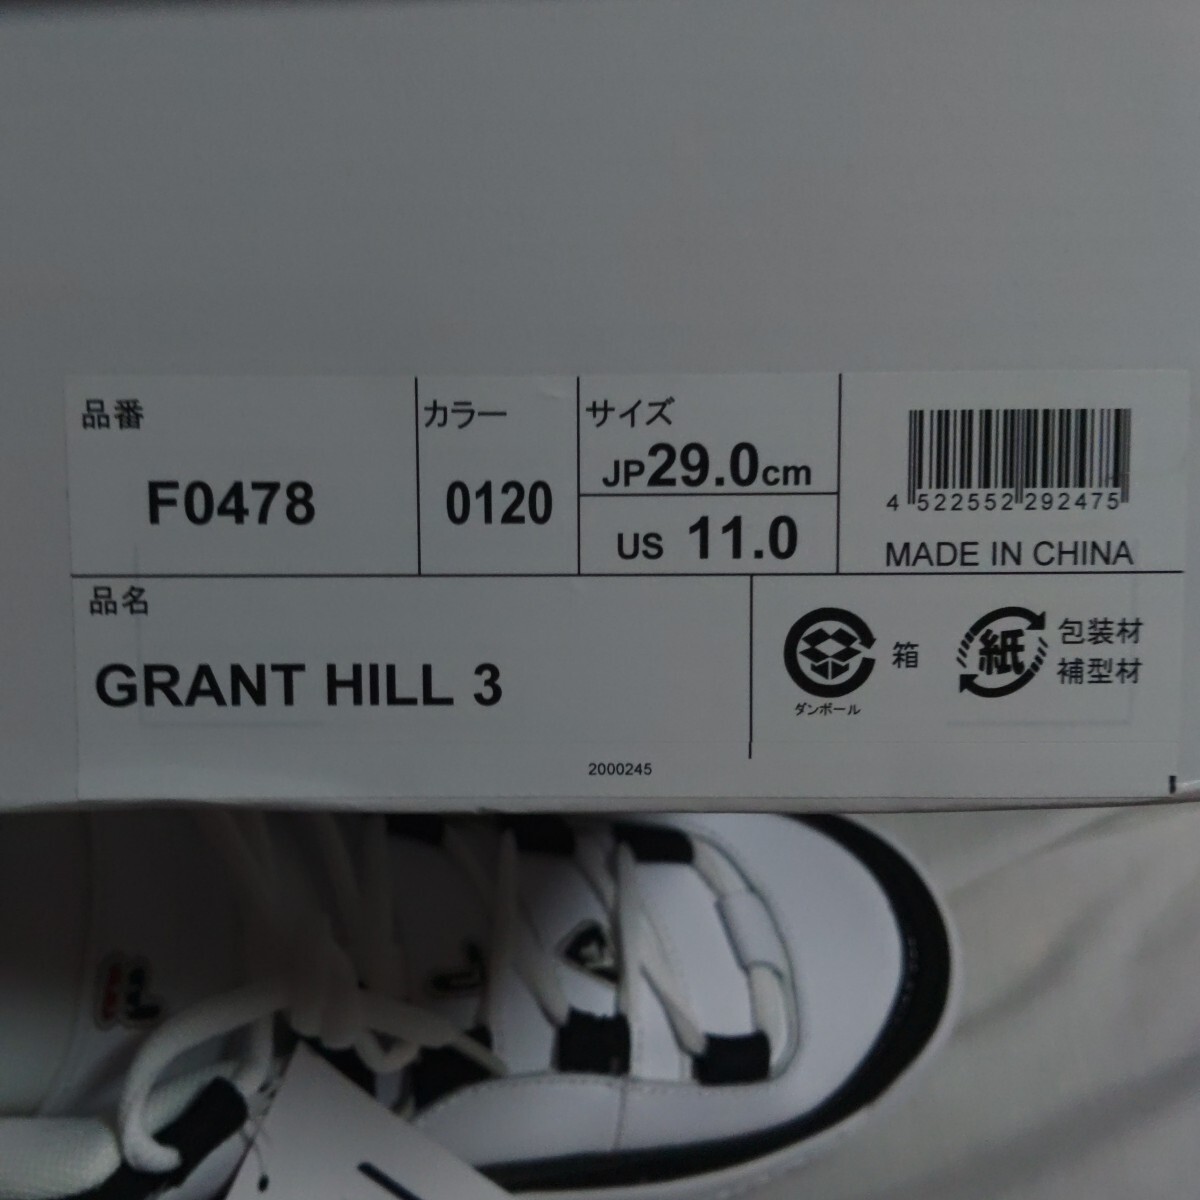 品番
F0478
カラー
0120
サイズ
JP29.0cm
US 11.0
4 522552 292475
MADE IN CHINA
品名
GRANT HILL 3
箱
ダンボール
紙
包装材
補型材
2000245